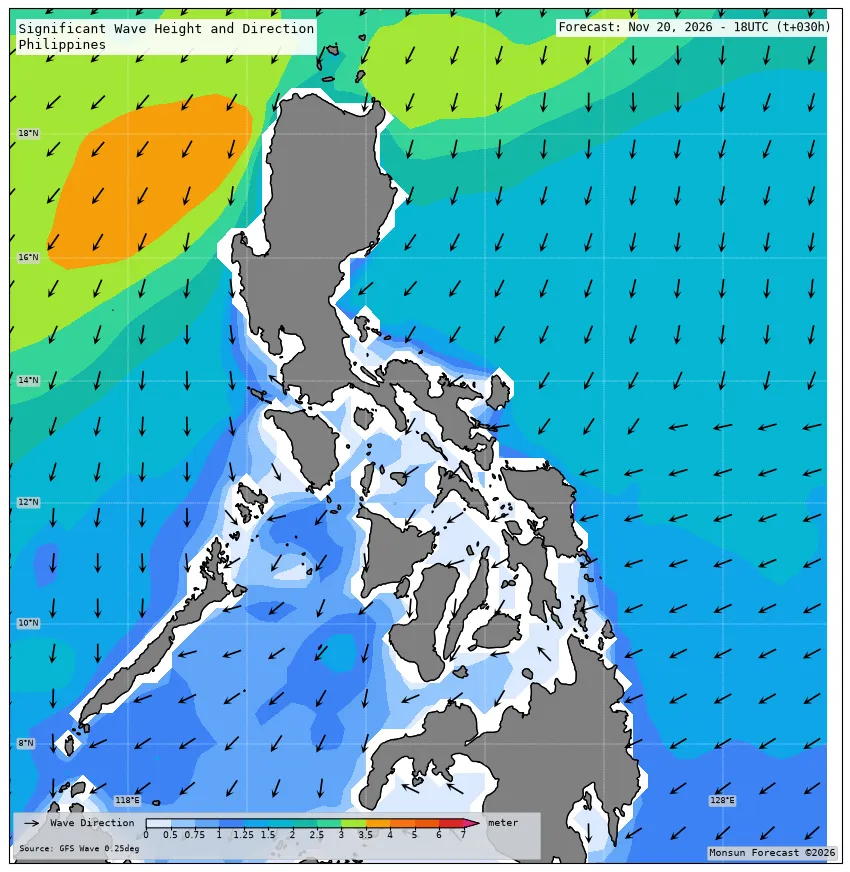 Significant Wave Height and Direction
Philippines
Forecast: Nov 20, 2026 - 18UTC (t+030h)
18°N
16°N
14°N
12°N
10°N
8°N
118°E
128°E
Wave Direction
0 0.5 0.75 1 1.25 1.5 2 2.5 3 3.5 4 5 6 7
meter
Source: GFS Wave 0.25deg
Monsun Forecast ©2026